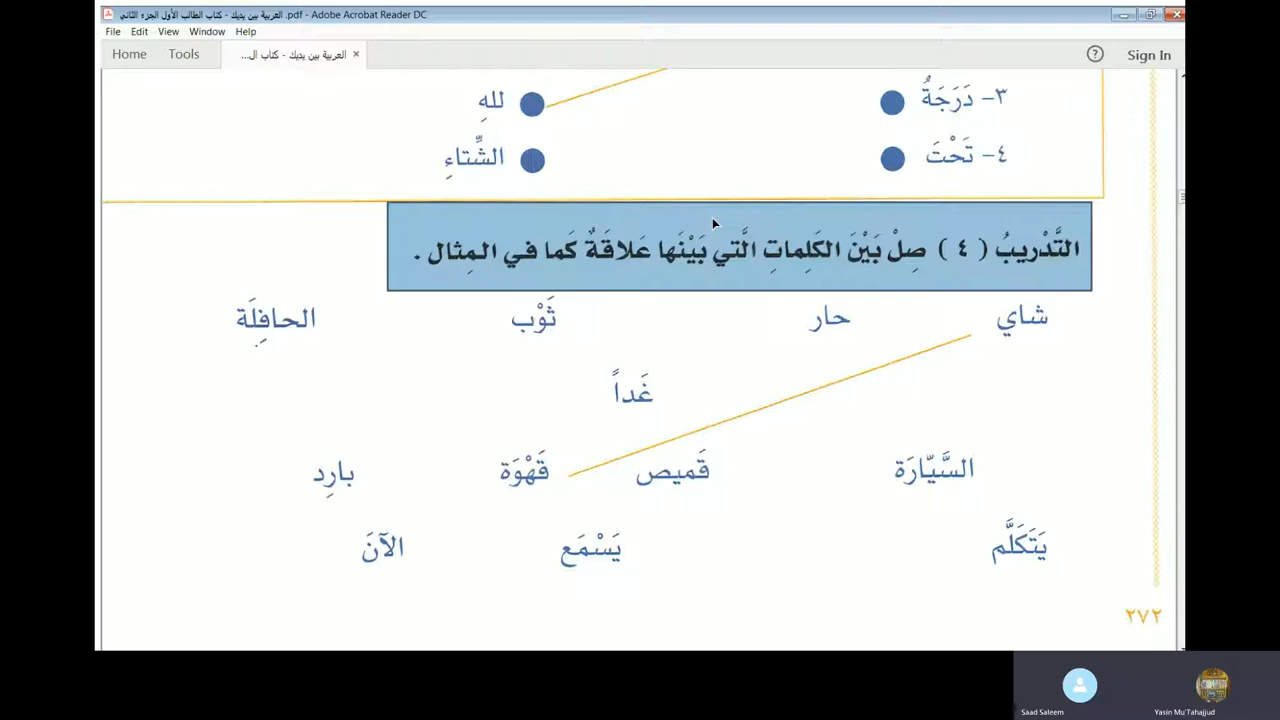 العربية بين يديك - كتاب الطالب الأول الجزء الثاني .pdf - Adobe Acrobat Reader DC
File Edit View Window Help
Home Tools العربية بين يديك - كتاب ال... × Sign In
٣- دَرَجَةُ للهِ
٤- تَحْتَ الشِّتاءِ
التَّدْريبُ ( ٤ ) صِلْ بَيْنَ الكَلِماتِ الَّتي بَيْنَها عَلاقَةٌ كَما في المِثال .
شاي حار ثَوْب الحافِلَة
غَداً
السَّيّارَة قَميص قَهْوَة بارِد
يَتَكَلَّم يَسْمَع الآنَ
٢٧٢
Saad Saleem Yasin Mu'Tahajjud